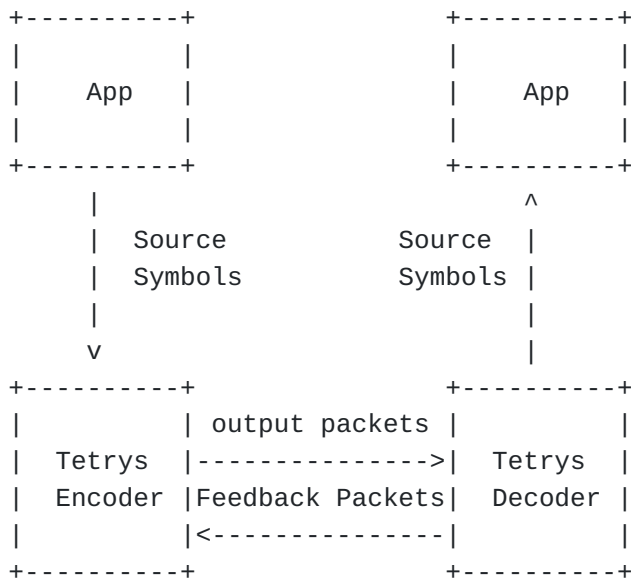 App App
Source Source
Symbols Symbols
output packets
Tetrys Tetrys
Encoder Feedback Packets Decoder